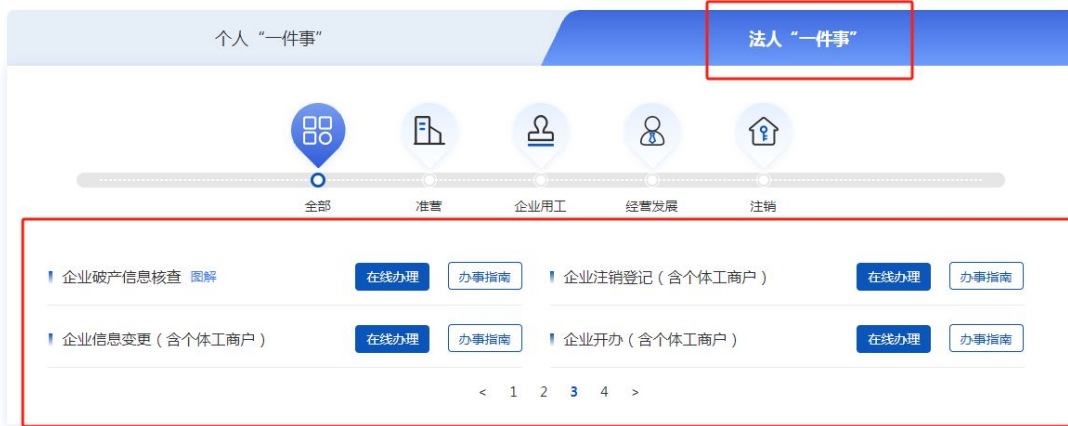 个人“一件事” 法人“一件事”
全部 准营 企业用工 经营发展 注销
企业破产信息核查 图解 在线办理 办事指南 企业注销登记（含个体工商户） 在线办理 办事指南
企业信息变更（含个体工商户） 在线办理 办事指南 企业开办（含个体工商户） 在线办理 办事指南
< 1 2 3 4 >